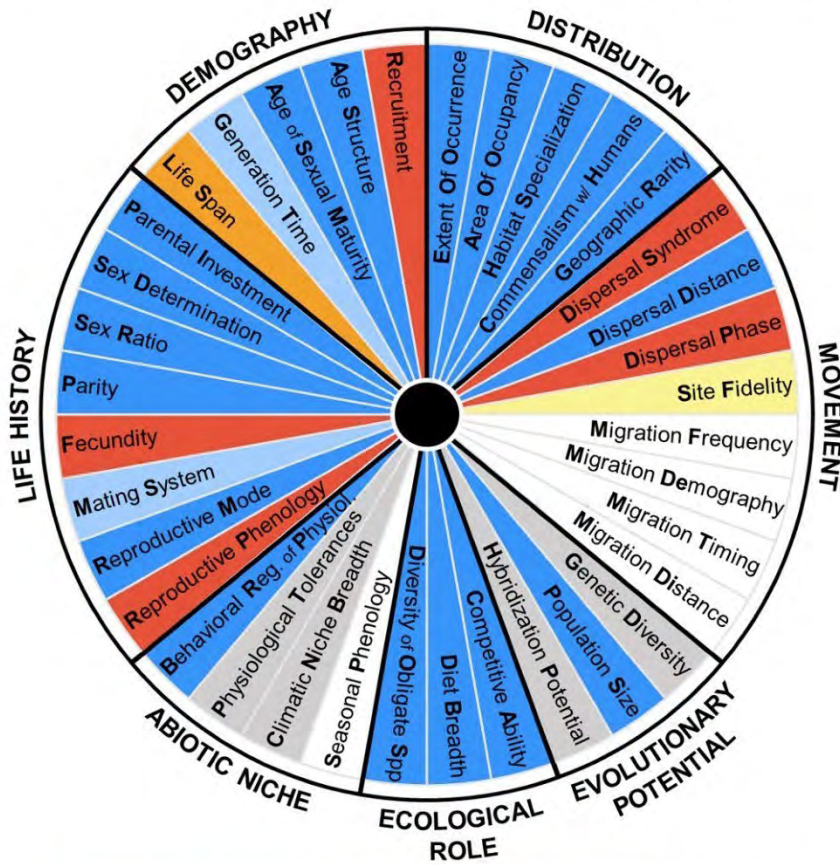 DEMOGRAPHY
Life Span
Generation Time
Age of Sexual Maturity
Age Structure
Recruitment
DISTRIBUTION
Extent Of Occurrence
Area Of Occupancy
Habitat Specialization
Commensalism w/ Humans
Geographic Rarity
MOVEMENT
Dispersal Syndrome
Dispersal Distance
Dispersal Phase
Site Fidelity
Migration Frequency
Migration Demography
Migration Timing
Migration Distance
EVOLUTIONARY
POTENTIAL
Genetic Diversity
Population Size
Hybridization Potential
ECOLOGICAL
ROLE
Competitive Ability
Diet Breadth
Diversity of Obligate Spp
ABIOTIC NICHE
Seasonal Phenology
Climatic Niche Breadth
Physiological Tolerances
Behavioral Reg. of Physiol.
LIFE HISTORY
Reproductive Phenology
Reproductive Mode
Mating System
Fecundity
Parity
Sex Ratio
Sex Determination
Parental Investment